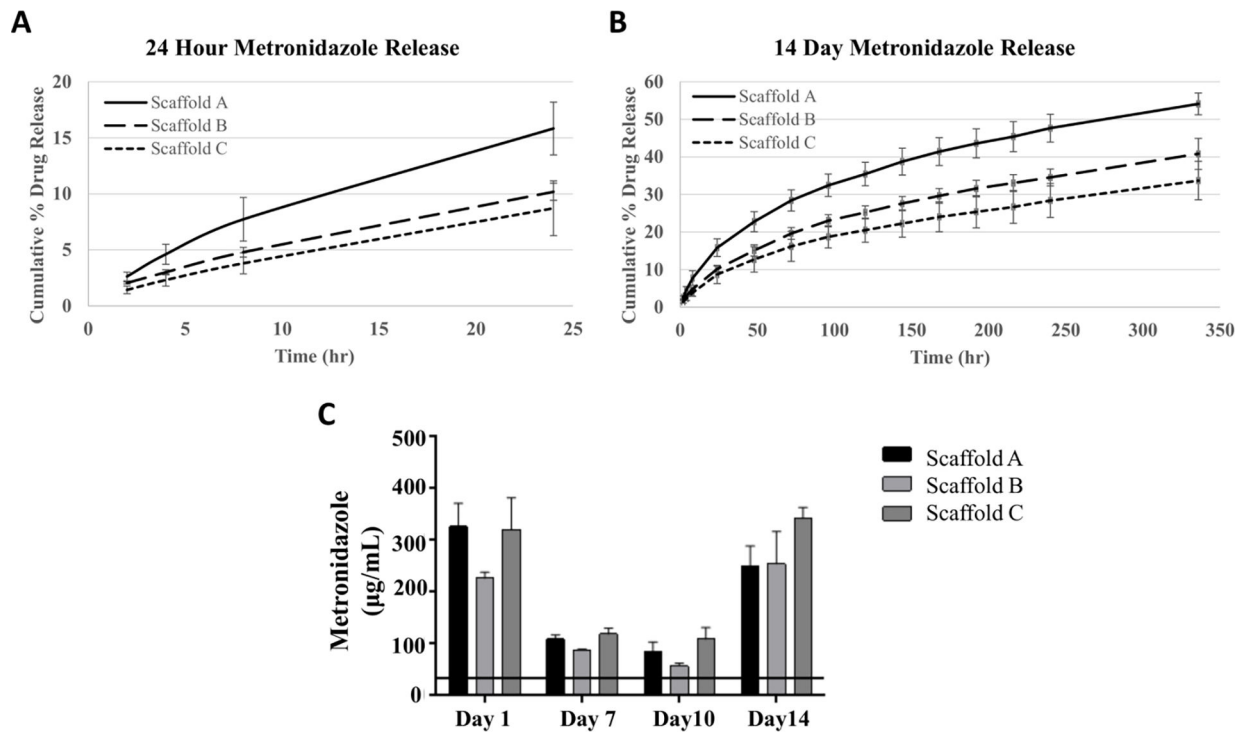 A
24 Hour Metronidazole Release
Cumulative % Drug Release
20
15
10
5
0
Scaffold A
Scaffold B
Scaffold C
0 5 10 15 20 25
Time (hr)
B
14 Day Metronidazole Release
Cumulative % Drug Release
60
50
40
30
20
10
0
Scaffold A
Scaffold B
Scaffold C
0 50 100 150 200 250 300 350
Time (hr)
C
Metronidazole
(µg/mL)
500
400
300
200
100
0
Day 1 Day 7 Day10 Day14
Scaffold A
Scaffold B
Scaffold C